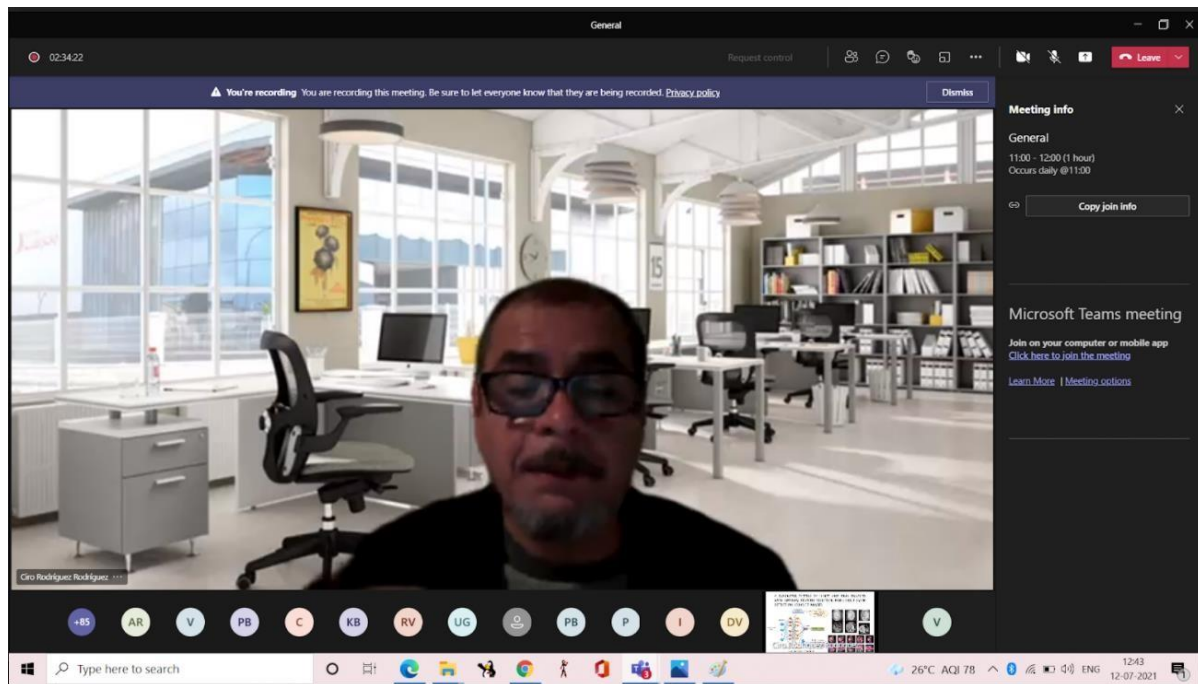 General
02:34:22
Request control
Leave
You're recording You are recording this meeting. Be sure to let everyone know that they are being recorded. Privacy policy
Dismiss
Meeting info
General
11:00 - 12:00 (1 hour)
Occurs daily @11:00
Copy join info
Microsoft Teams meeting
Join on your computer or mobile app
Click here to join the meeting
Learn More | Meeting options
15
Ciro Rodríguez Rodríguez ...
+85 AR V PB C KB RV UG PB P I DV V
Type here to search
26°C AQI 78 ENG 12:43
12-07-2021